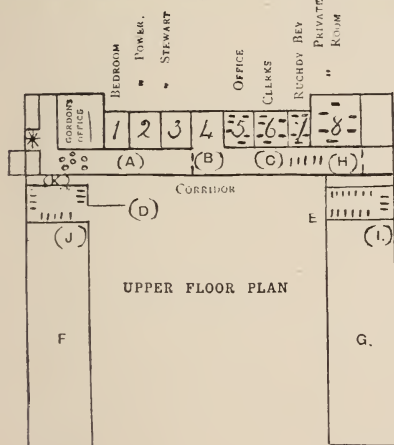 BEDROOM
" POWER.
" STEWART
OFFICE
CLERKS
RUCHDY BEY
PRIVATE
" ROOM
GORDON'S
OFFICE
1 2 3 4 5 6 7 8
(A) (B) (C) (H)
(K)
CORRIDOR
(D) E
(J) (I.)
UPPER FLOOR PLAN
F G.